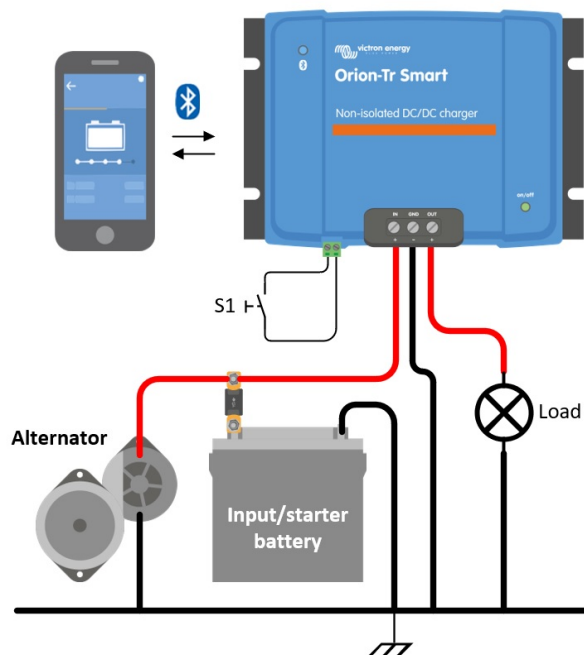 victron energy
Orion-Tr Smart
Non-isolated DC/DC charger
on/off
IN GND OUT
+ - +
S1
Load
Alternator
Input/starter
battery